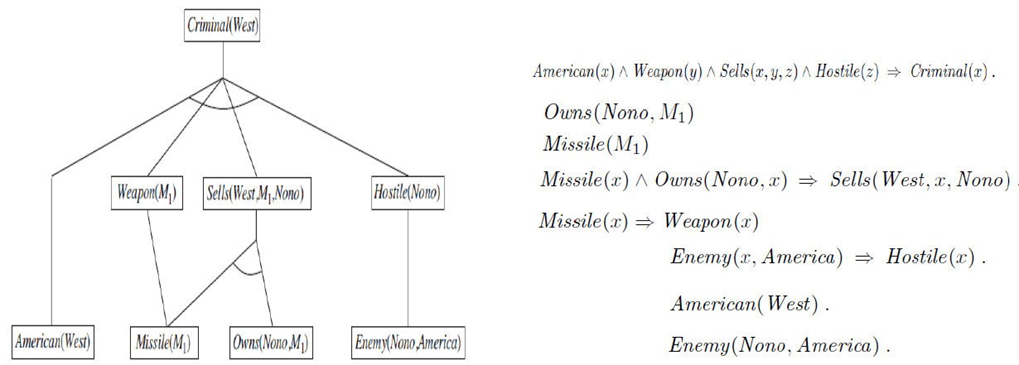 Criminal(West)
Weapon(M₁)
Sells(West,M₁,Nono)
Hostile(Nono)
American(West)
Missile(M₁)
Owns(Nono,M₁)
Enemy(Nono,America)
American(x) ∧ Weapon(y) ∧ Sells(x, y, z) ∧ Hostile(z) ⇒ Criminal(x) .
Owns(Nono, M₁)
Missile(M₁)
Missile(x) ∧ Owns(Nono, x) ⇒ Sells(West, x, Nono) .
Missile(x) ⇒ Weapon(x)
Enemy(x, America) ⇒ Hostile(x) .
American(West) .
Enemy(Nono, America) .